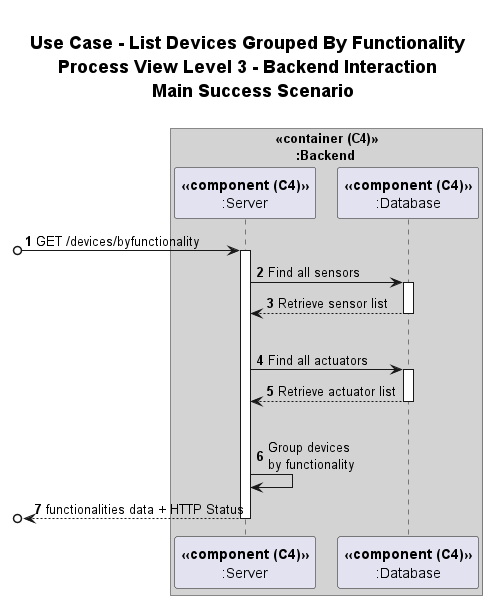 Use Case - List Devices Grouped By Functionality
Process View Level 3 - Backend Interaction
Main Success Scenario
«container (C4)»
:Backend
«component (C4)»
:Server
«component (C4)»
:Database
1 GET /devices/byfunctionality
2 Find all sensors
3 Retrieve sensor list
4 Find all actuators
5 Retrieve actuator list
6 Group devices
by functionality
7 functionalities data + HTTP Status
«component (C4)»
:Server
«component (C4)»
:Database